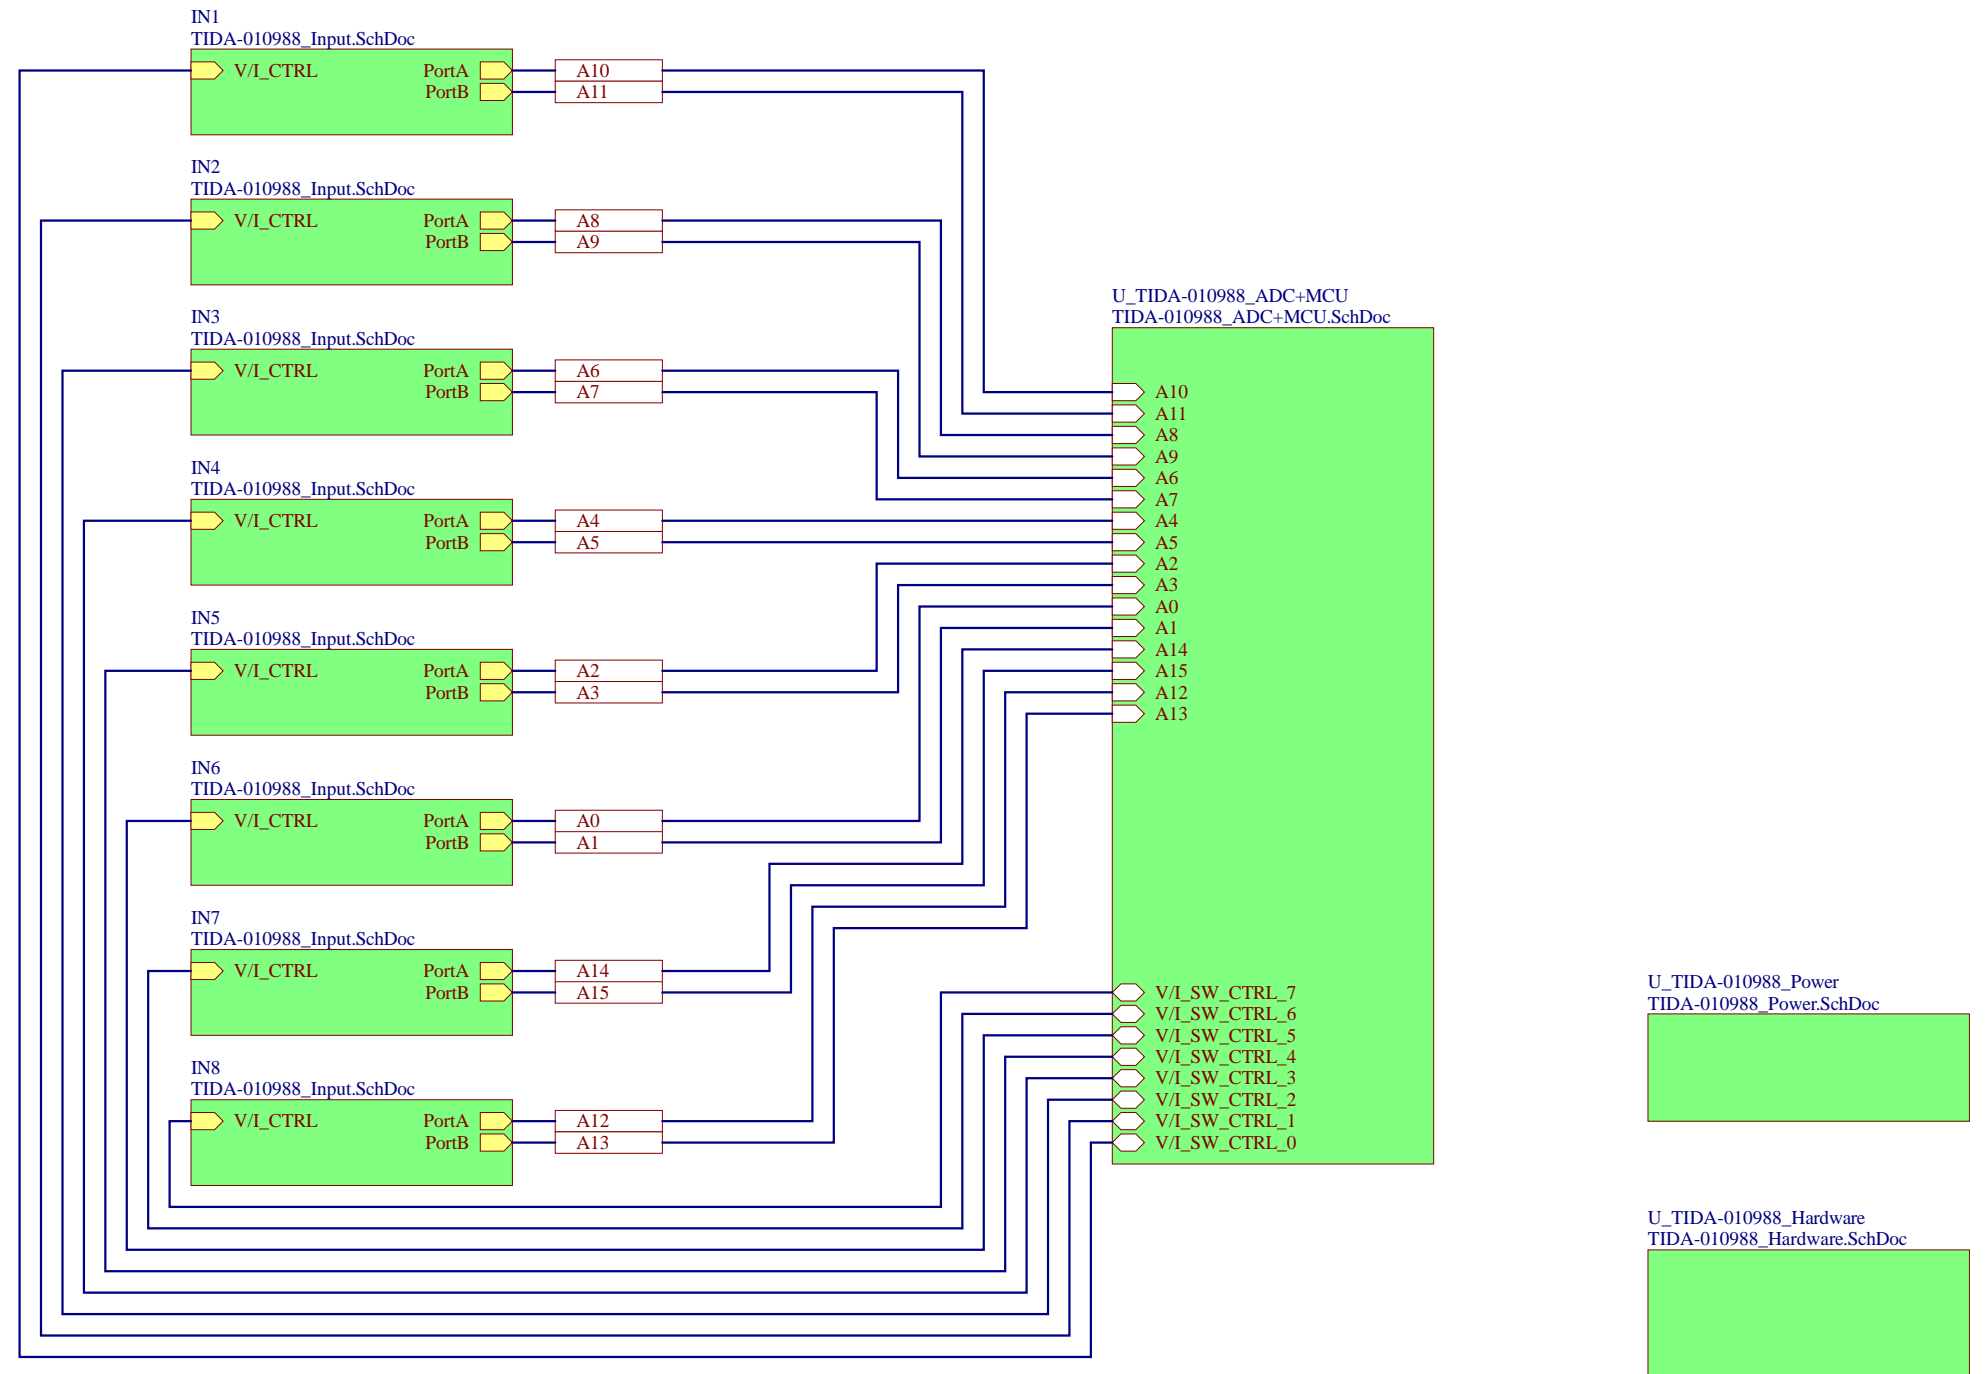 IN1
TIDA-010988_Input.SchDoc
V/I_CTRL PortA A10
PortB A11
IN2
TIDA-010988_Input.SchDoc
V/I_CTRL PortA A8
PortB A9
IN3
TIDA-010988_Input.SchDoc
V/I_CTRL PortA A6
PortB A7
IN4
TIDA-010988_Input.SchDoc
V/I_CTRL PortA A4
PortB A5
IN5
TIDA-010988_Input.SchDoc
V/I_CTRL PortA A2
PortB A3
IN6
TIDA-010988_Input.SchDoc
V/I_CTRL PortA A0
PortB A1
IN7
TIDA-010988_Input.SchDoc
V/I_CTRL PortA A14
PortB A15
IN8
TIDA-010988_Input.SchDoc
V/I_CTRL PortA A12
PortB A13
U_TIDA-010988_ADC+MCU
TIDA-010988_ADC+MCU.SchDoc
A10
A11
A8
A9
A6
A7
A4
A5
A2
A3
A0
A1
A14
A15
A12
A13
V/I_SW_CTRL_7
V/I_SW_CTRL_6
V/I_SW_CTRL_5
V/I_SW_CTRL_4
V/I_SW_CTRL_3
V/I_SW_CTRL_2
V/I_SW_CTRL_1
V/I_SW_CTRL_0
U_TIDA-010988_Power
TIDA-010988_Power.SchDoc
U_TIDA-010988_Hardware
TIDA-010988_Hardware.SchDoc